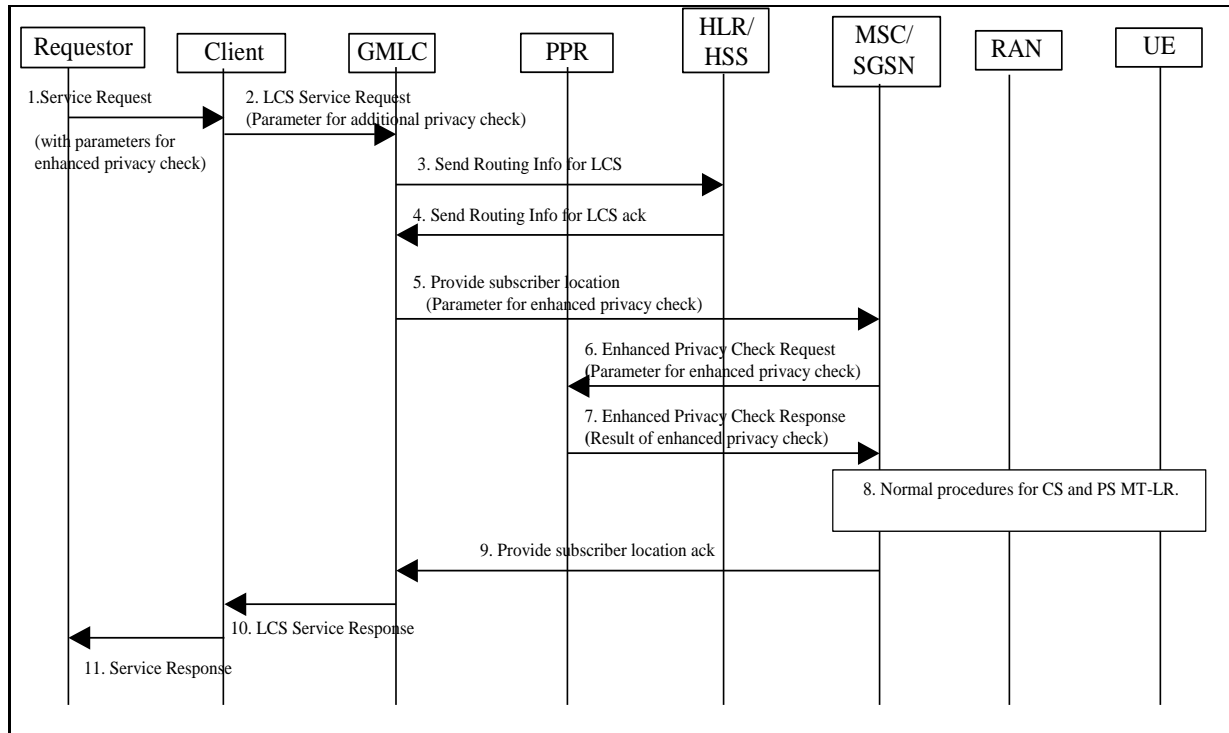 Requestor
Client
GMLC
PPR
HLR/
HSS
MSC/
SGSN
RAN
UE
1.Service Request
(with parameters for
enhanced privacy check)
2. LCS Service Request
(Parameter for additional privacy check)
3. Send Routing Info for LCS
4. Send Routing Info for LCS ack
5. Provide subscriber location
(Parameter for enhanced privacy check)
6. Enhanced Privacy Check Request
(Parameter for enhanced privacy check)
7. Enhanced Privacy Check Response
(Result of enhanced privacy check)
8. Normal procedures for CS and PS MT-LR.
9. Provide subscriber location ack
10. LCS Service Response
11. Service Response